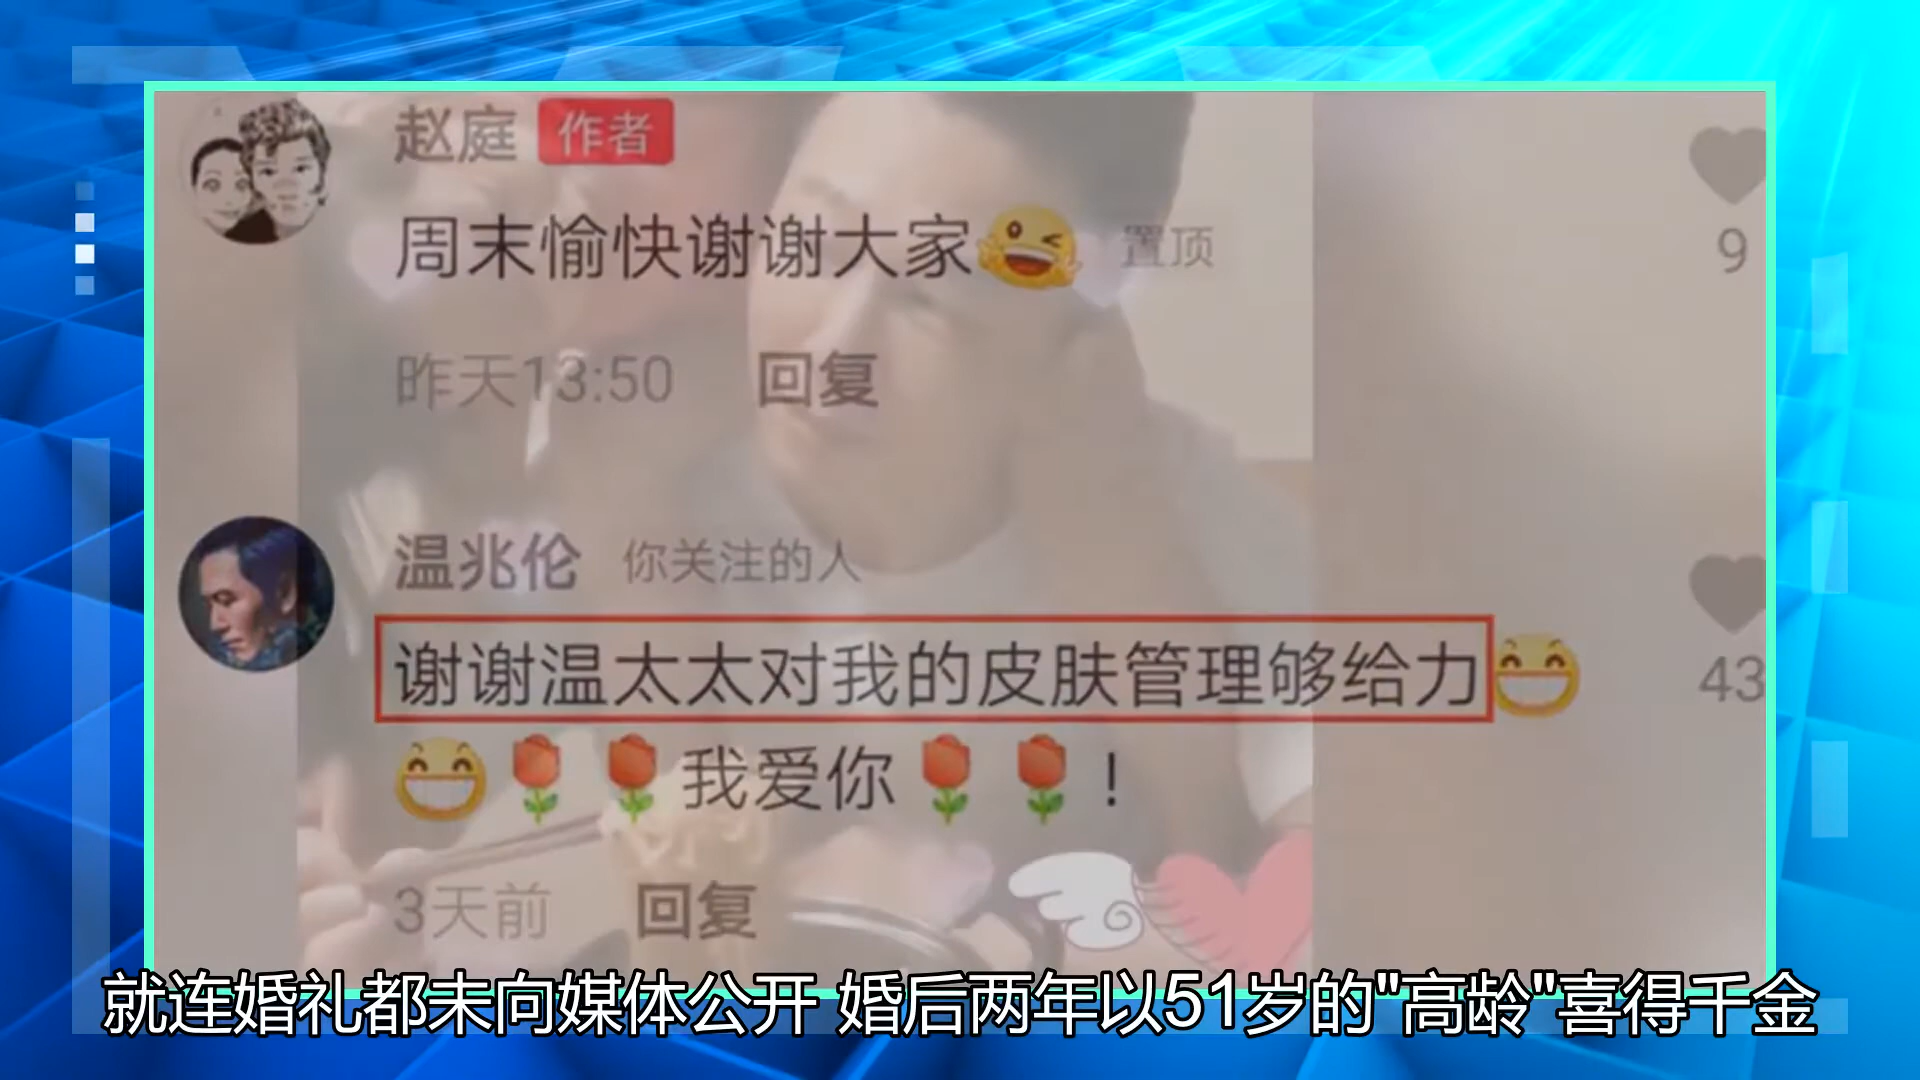 赵庭 作者
周末愉快谢谢大家 置顶
9
昨天13:50 回复
温兆伦 你关注的人
谢谢温太太对我的皮肤管理够给力
43
我爱你！
3天前 回复
就连婚礼都未向媒体公开 婚后两年以51岁的"高龄"喜得千金